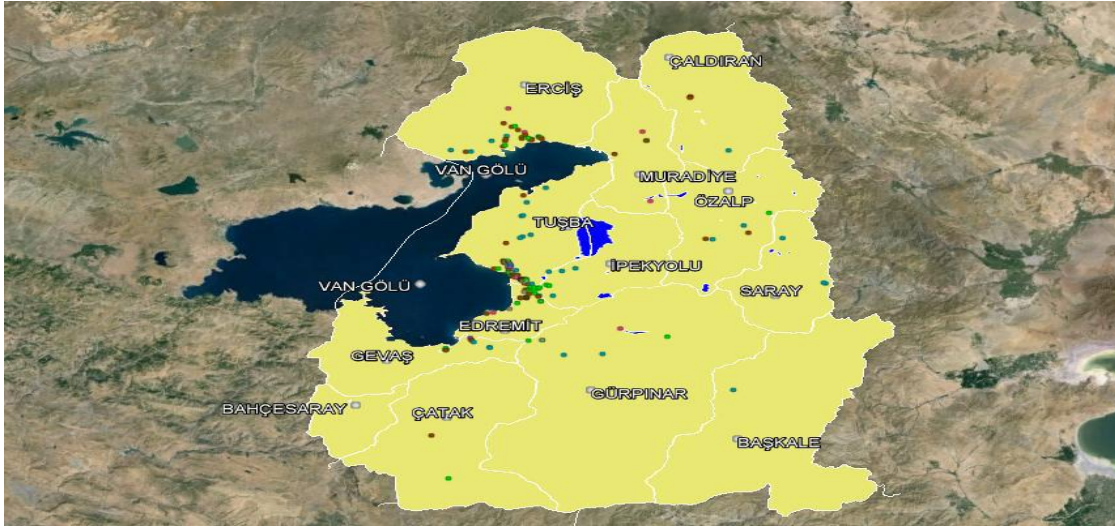 ÇALDIRAN
ERCİŞ
VAN GÖLÜ
MURADİYE
ÖZALP
TUŞBA
İPEKYOLU
VAN GÖLÜ
SARAY
EDREMİT
GEVAŞ
GÜRPINAR
BAHÇESARAY
ÇATAK
BAŞKALE